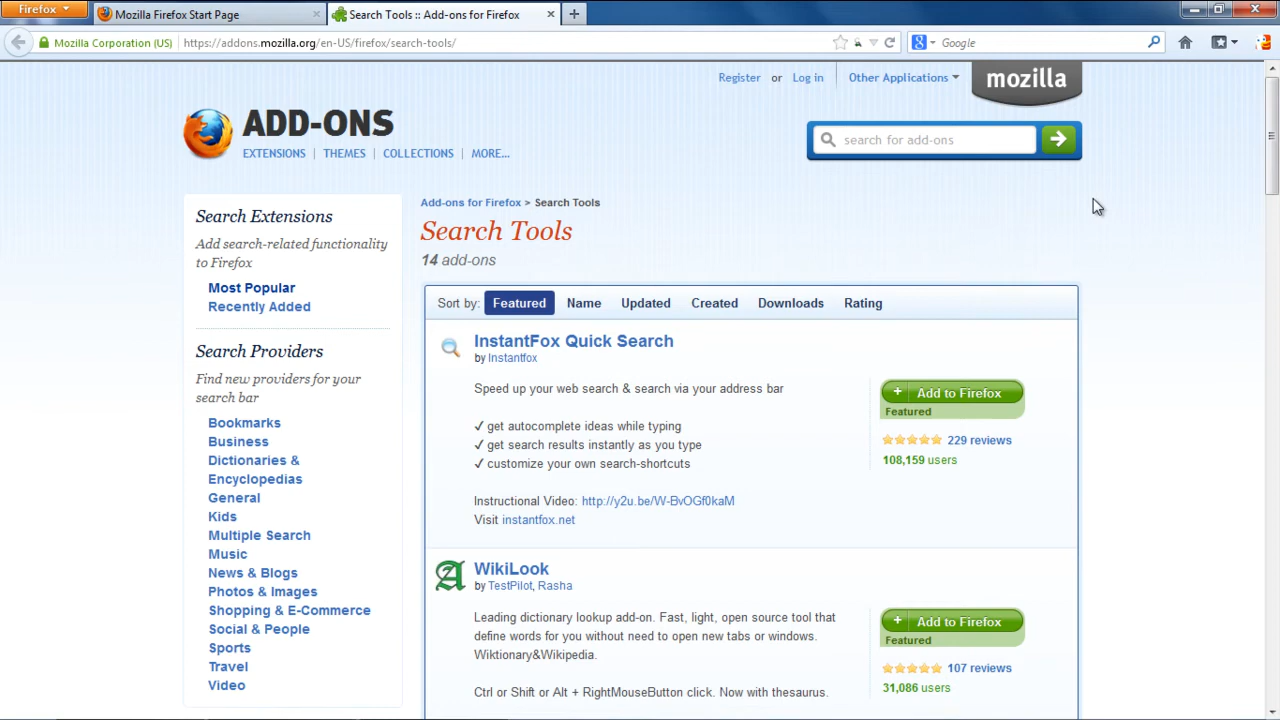 Firefox
Mozilla Firefox Start Page
Search Tools :: Add-ons for Firefox
Mozilla Corporation (US)
https://addons.mozilla.org/en-US/firefox/search-tools/
Google
Register or Log in
Other Applications
mozilla
ADD-ONS
EXTENSIONS | THEMES | COLLECTIONS | MORE...
search for add-ons
Search Extensions
Add search-related functionality
to Firefox
Most Popular
Recently Added
Search Providers
Find new providers for your
search bar
Bookmarks
Business
Dictionaries &
Encyclopedias
General
Kids
Multiple Search
Music
News & Blogs
Photos & Images
Shopping & E-Commerce
Social & People
Sports
Travel
Video
Add-ons for Firefox > Search Tools
Search Tools
14 add-ons
Sort by: Featured Name Updated Created Downloads Rating
InstantFox Quick Search
by Instantfox
Speed up your web search & search via your address bar
✓ get autocomplete ideas while typing
✓ get search results instantly as you type
✓ customize your own search-shortcuts
Instructional Video: http://y2u.be/W-BvOGf0kaM
Visit instantfox.net
+ Add to Firefox
Featured
229 reviews
108,159 users
WikiLook
by TestPilot, Rasha
Leading dictionary lookup add-on. Fast, light, open source tool that
define words for you without need to open new tabs or windows.
Wiktionary&Wikipedia.
Ctrl or Shift or Alt + RightMouseButton click. Now with thesaurus.
+ Add to Firefox
Featured
107 reviews
31,086 users